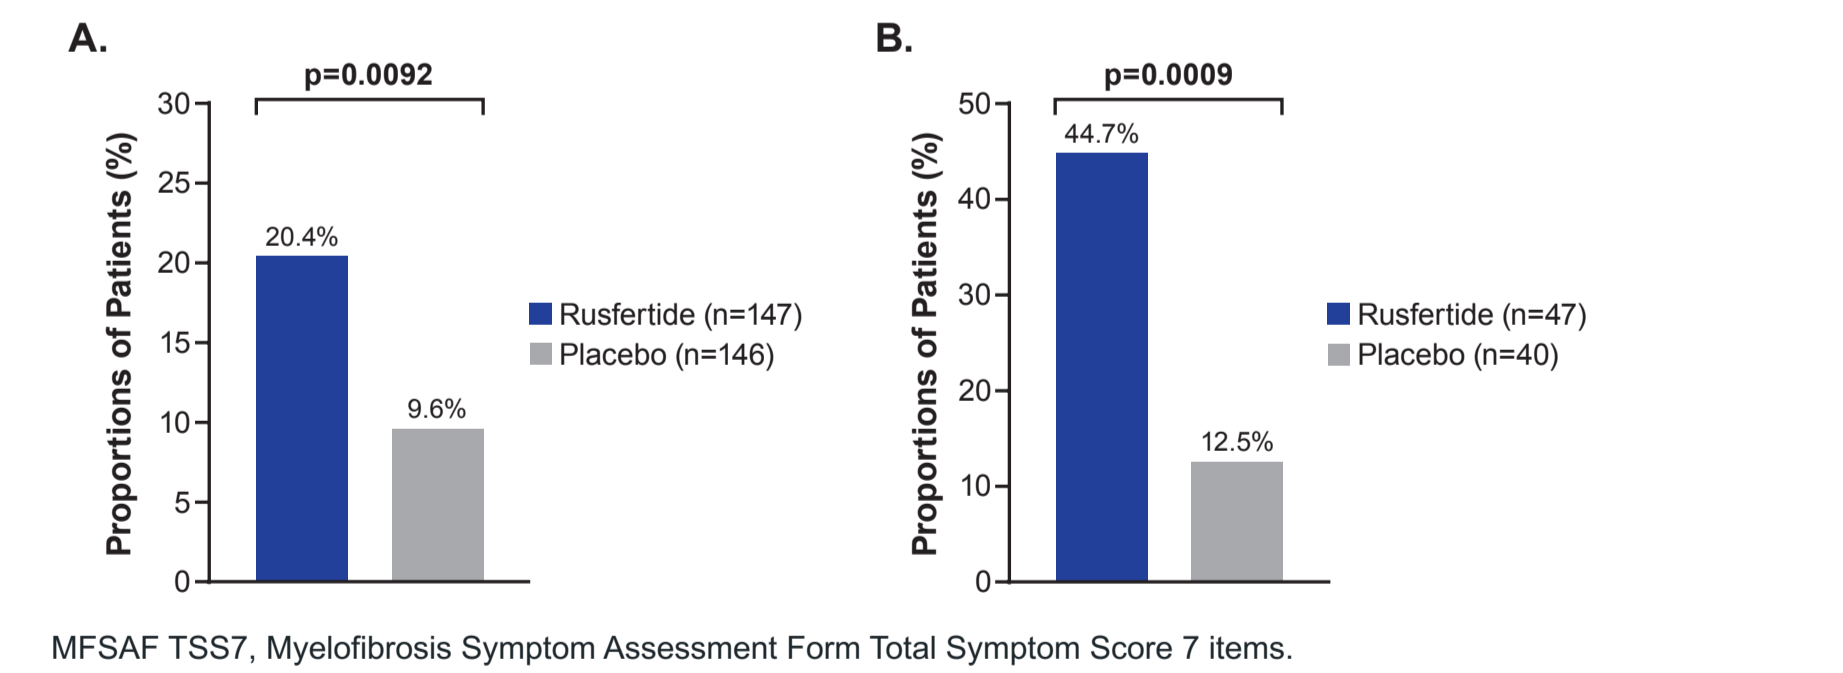 A.
p=0.0092
Proportions of Patients (%)
30
25
20
15
10
5
0
20.4%
9.6%
Rusfertide (n=147)
Placebo (n=146)
B.
p=0.0009
Proportions of Patients (%)
50
40
30
20
10
0
44.7%
12.5%
Rusfertide (n=47)
Placebo (n=40)
MFSAF TSS7, Myelofibrosis Symptom Assessment Form Total Symptom Score 7 items.